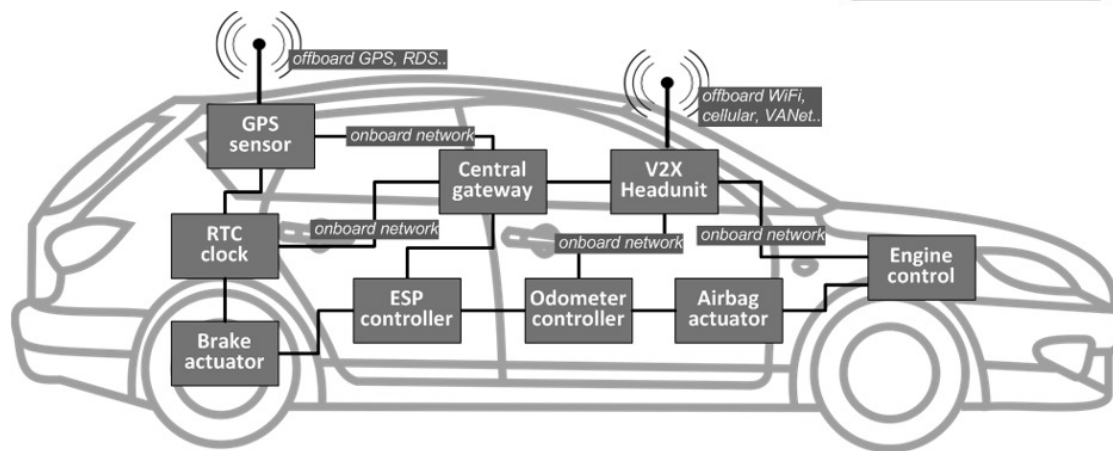 offboard GPS, RDS..
GPS
sensor
onboard network
offboard WiFi,
cellular, VANet..
Central
gateway
V2X
Headunit
RTC
clock
onboard network
onboard network
onboard network
Engine
control
ESP
controller
Odometer
controller
Airbag
actuator
Brake
actuator